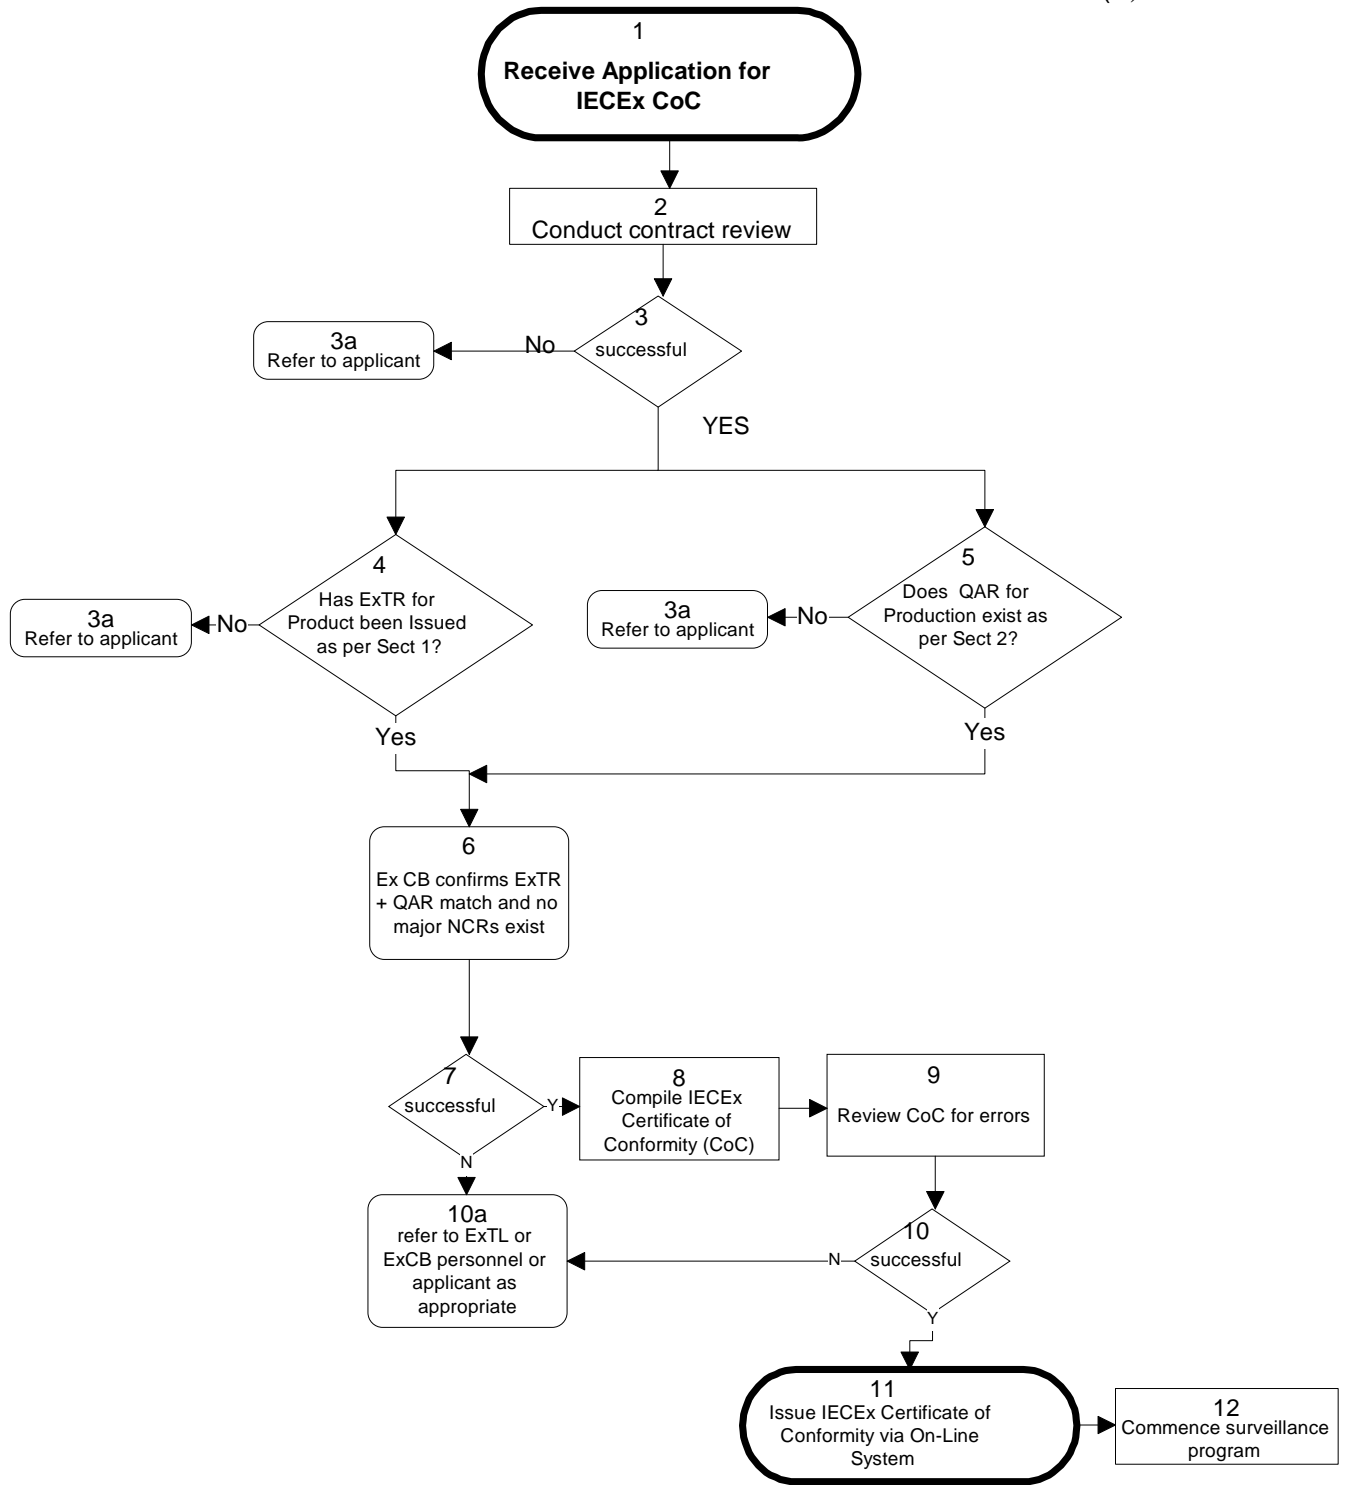 1
Receive Application for
IECEx CoC
2
Conduct contract review
3
successful
No
3a
Refer to applicant
YES
4
Has ExTR for
Product been Issued
as per Sect 1?
No
3a
Refer to applicant
5
Does QAR for
Production exist as
per Sect 2?
No
3a
Refer to applicant
Yes
Yes
6
Ex CB confirms ExTR
+ QAR match and no
major NCRs exist
7
successful
Y
8
Compile IECEx
Certificate of
Conformity (CoC)
9
Review CoC for errors
N
10a
refer to ExTL or
ExCB personnel or
applicant as
appropriate
10
successful
N
Y
11
Issue IECEx Certificate of
Conformity via On-Line
System
12
Commence surveillance
program